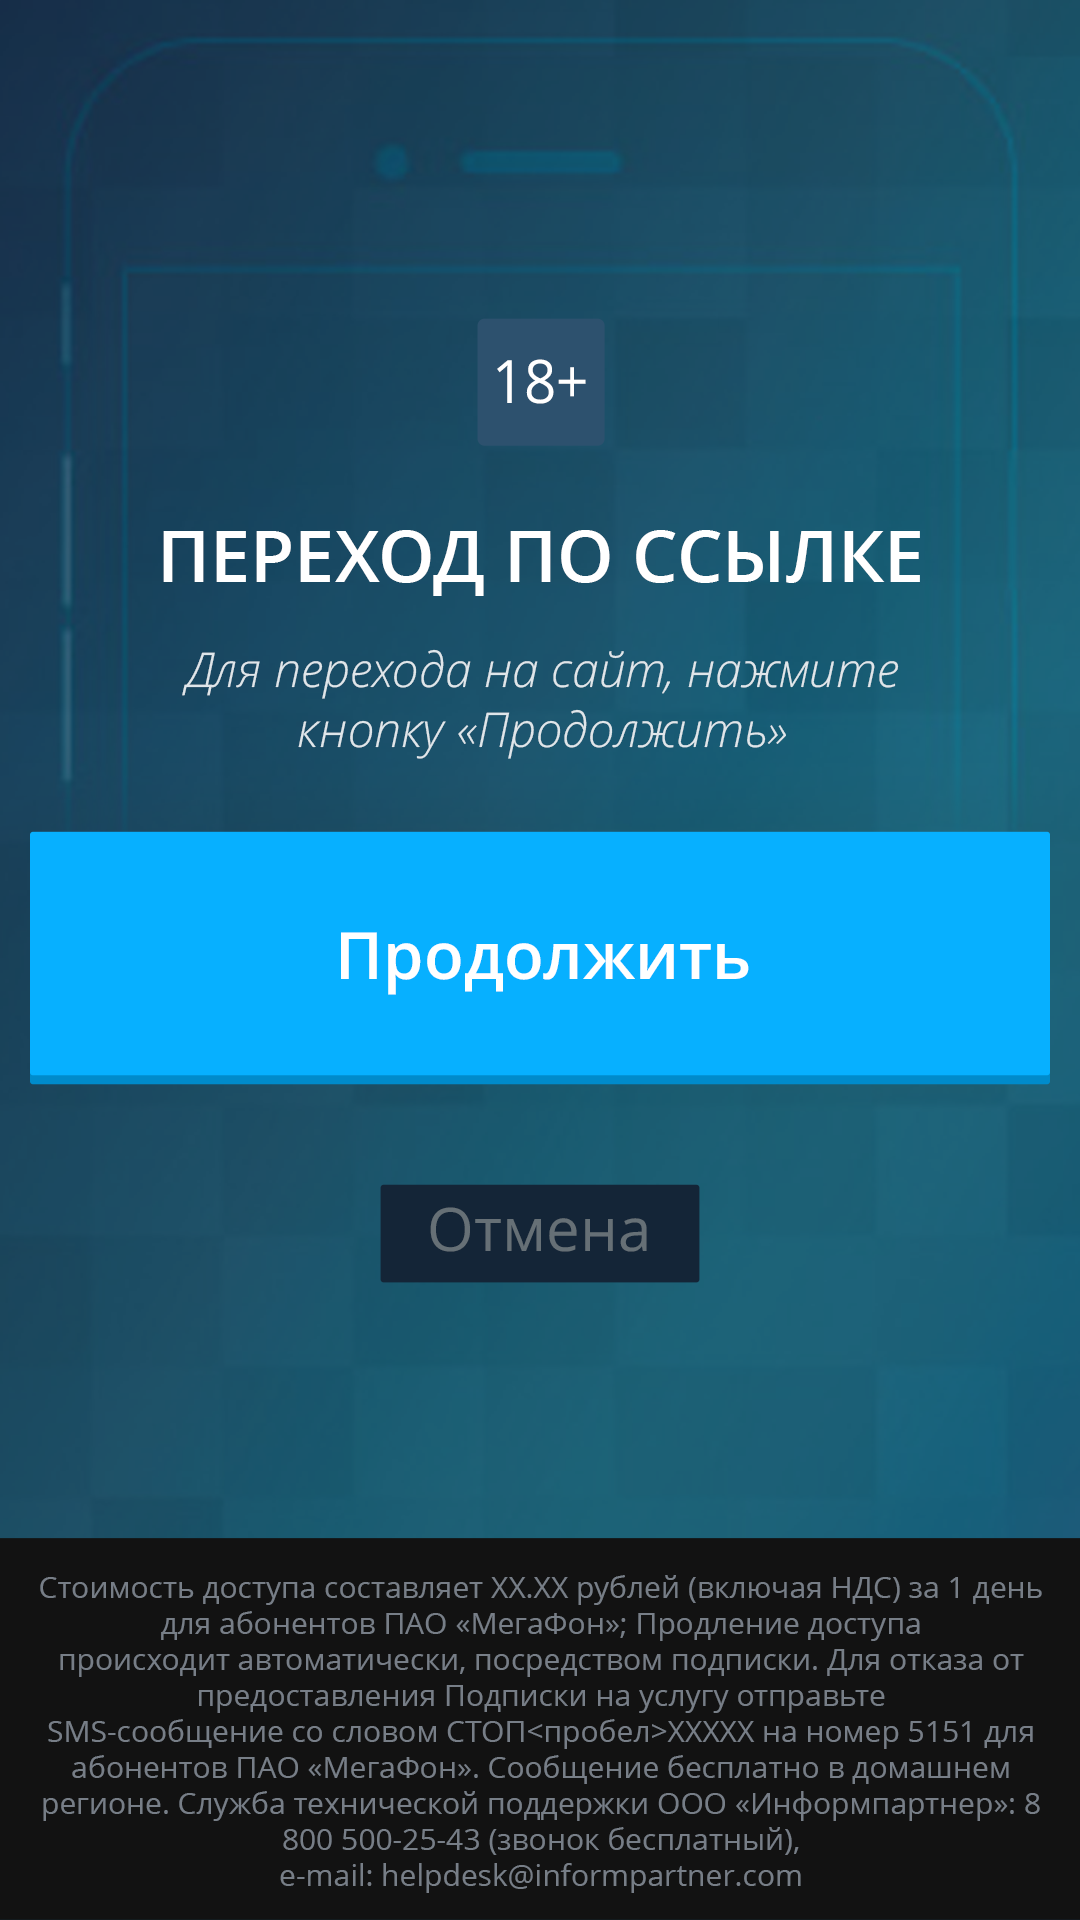 18+
ПЕРЕХОД ПО ССЫЛКЕ
Для перехода на сайт, нажмите
кнопку «Продолжить»
Продолжить
Отмена
Стоимость доступа составляет XX.XX рублей (включая НДС) за 1 день
для абонентов ПАО «МегаФон»; Продление доступа
происходит автоматически, посредством подписки. Для отказа от
предоставления Подписки на услугу отправьте
SMS-сообщение со словом СТОП<пробел>XXXXX на номер 5151 для
абонентов ПАО «МегаФон». Сообщение бесплатно в домашнем
регионе. Служба технической поддержки ООО «Информпартнер»: 8
800 500-25-43 (звонок бесплатный),
e-mail: helpdesk@informpartner.com